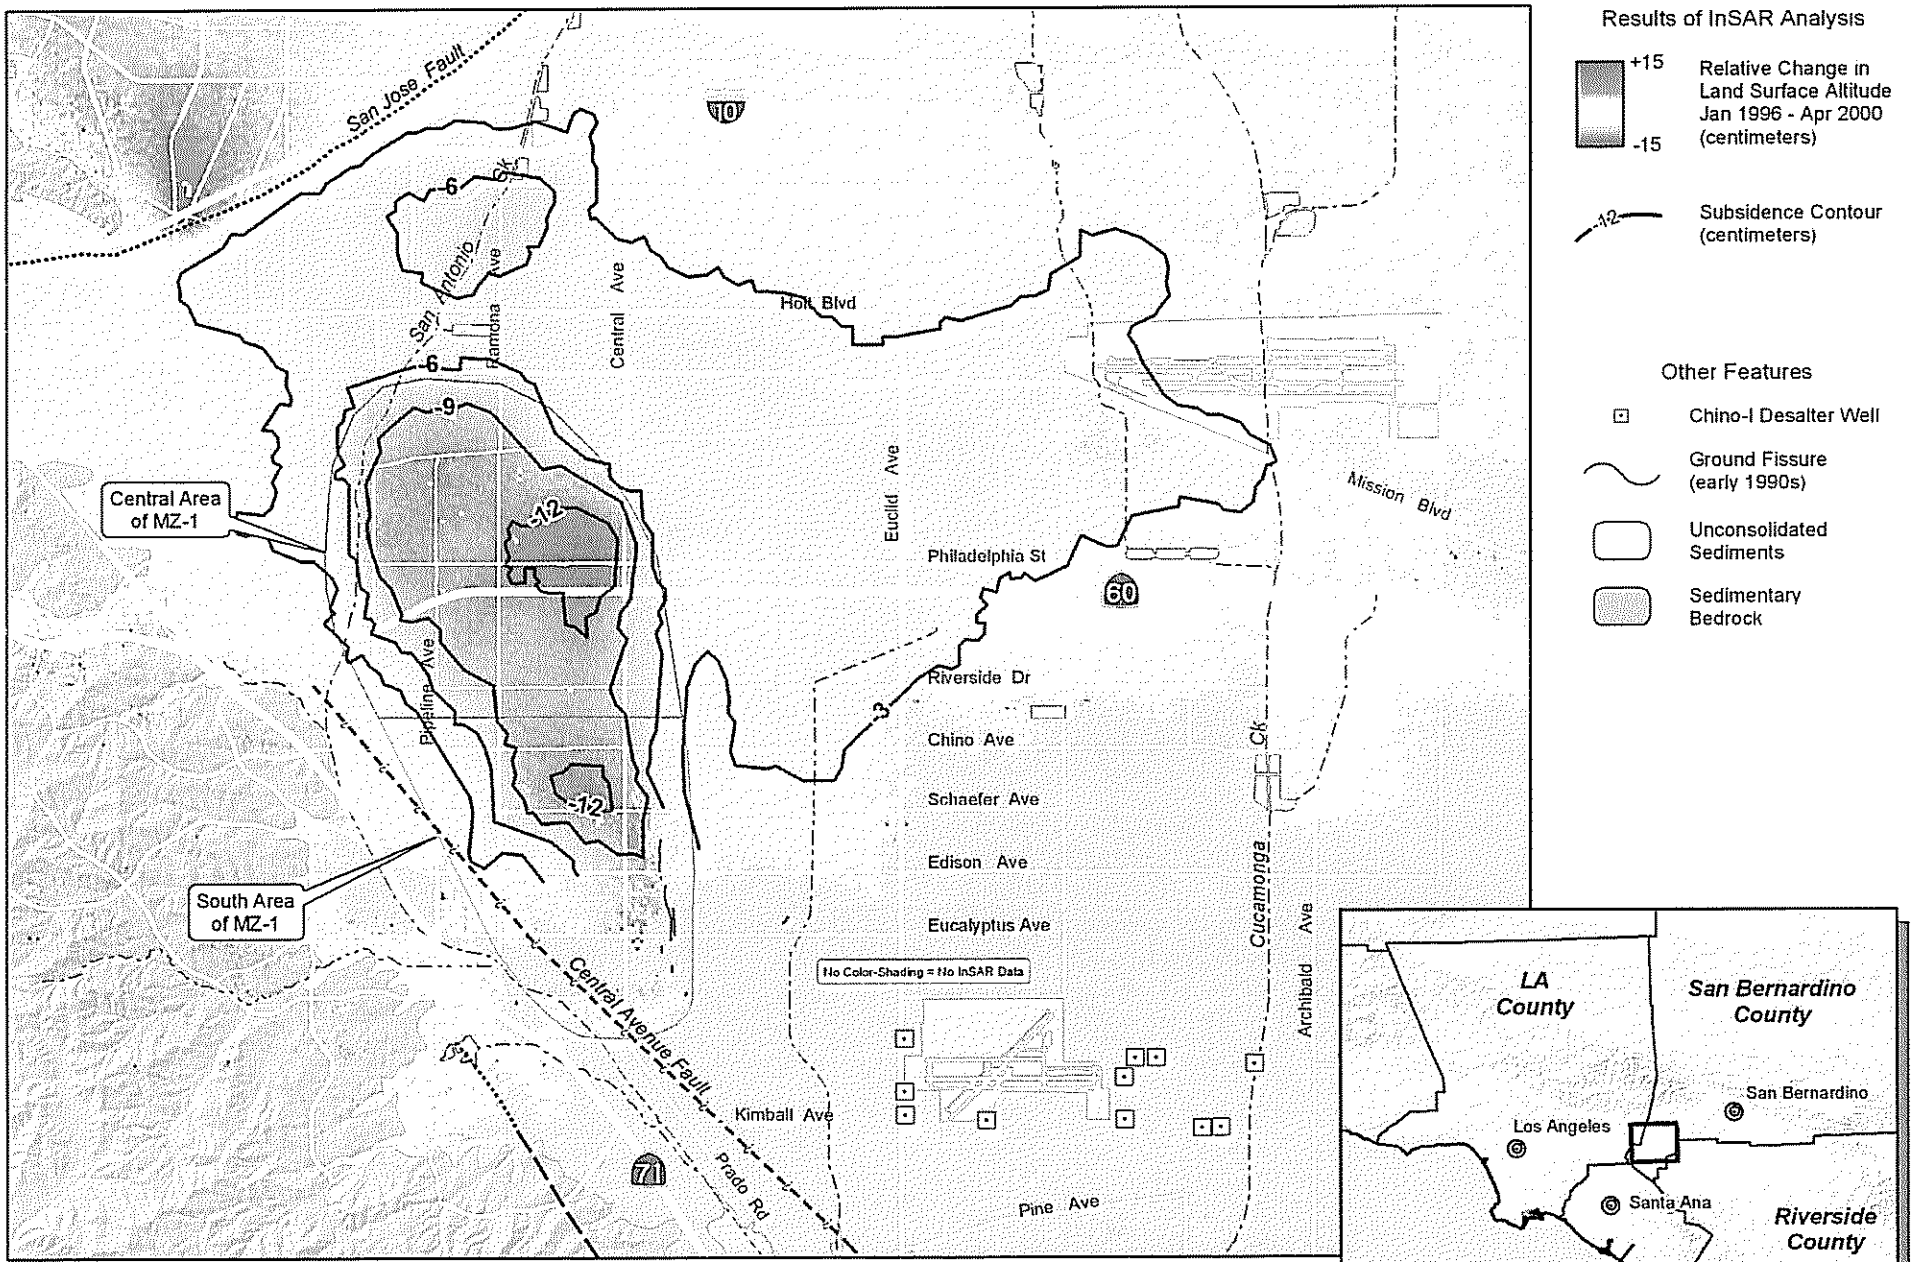 San Jose Fault
10
-6
San Antonio Ck
Ramona Ave
Central Ave
Holt Blvd
-6
-9
Central Area
of MZ-1
-12
Euclid Ave
Mission Blvd
Philadelphia St
60
Pipeline Ave
Riverside Dr
-3
Chino Ave
-12
Schaefer Ave
Edison Ave
South Area
of MZ-1
Eucalyptus Ave
Cucamonga Ck
Archibald Ave
No Color-Shading = No InSAR Data
Central Avenue Fault
Kimball Ave
71
Prado Rd
Pine Ave
Results of InSAR Analysis
+15
-15
Relative Change in
Land Surface Altitude
Jan 1996 - Apr 2000
(centimeters)
-12
Subsidence Contour
(centimeters)
Other Features
Chino-I Desalter Well
Ground Fissure
(early 1990s)
Unconsolidated
Sediments
Sedimentary
Bedrock
LA
County
San Bernardino
County
San Bernardino
Los Angeles
Santa Ana
Riverside
County